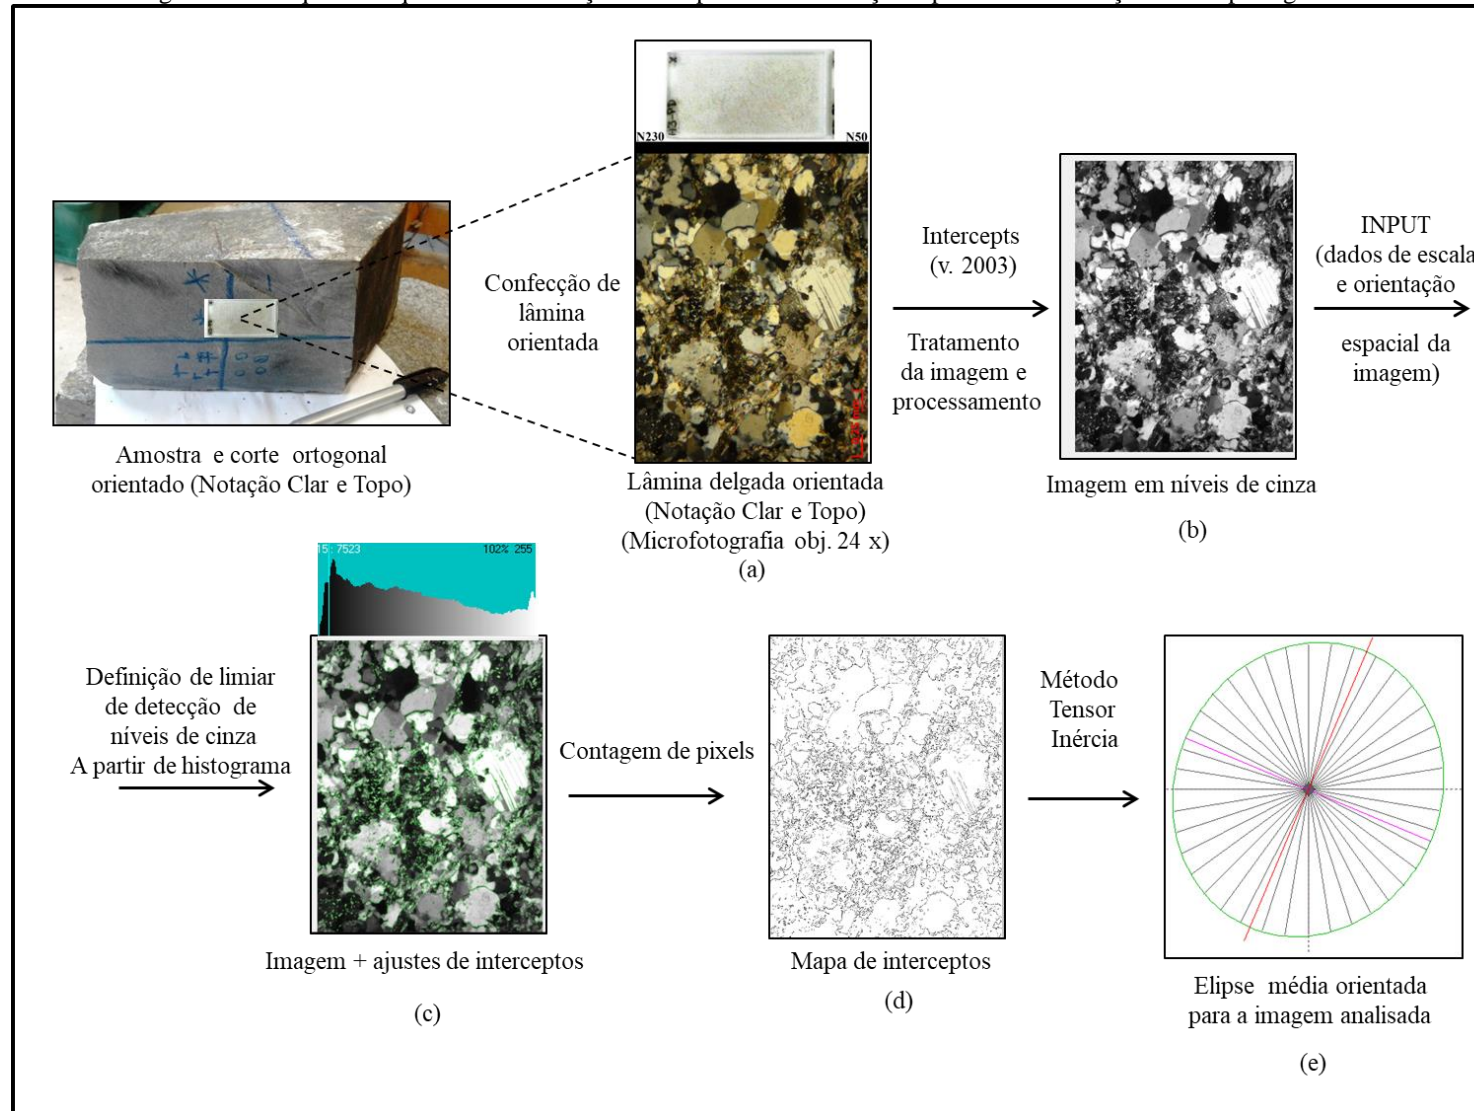 N230
N50
Confecção de
lâmina
orientada
Intercepts
(v. 2003)
Tratamento
da imagem e
processamento
INPUT
(dados de escala
e orientação
espacial da
imagem)
Amostra e corte ortogonal
orientado (Notação Clar e Topo)
Lâmina delgada orientada
(Notação Clar e Topo)
(Microfotografia obj. 24 x)
(a)
Imagem em níveis de cinza
(b)
15 : 7523
102% 255
Definição de limiar
de detecção de
níveis de cinza
A partir de histograma
Contagem de pixels
Método
Tensor
Inércia
Imagem + ajustes de interceptos
(c)
Mapa de interceptos
(d)
Elipse média orientada
para a imagem analisada
(e)